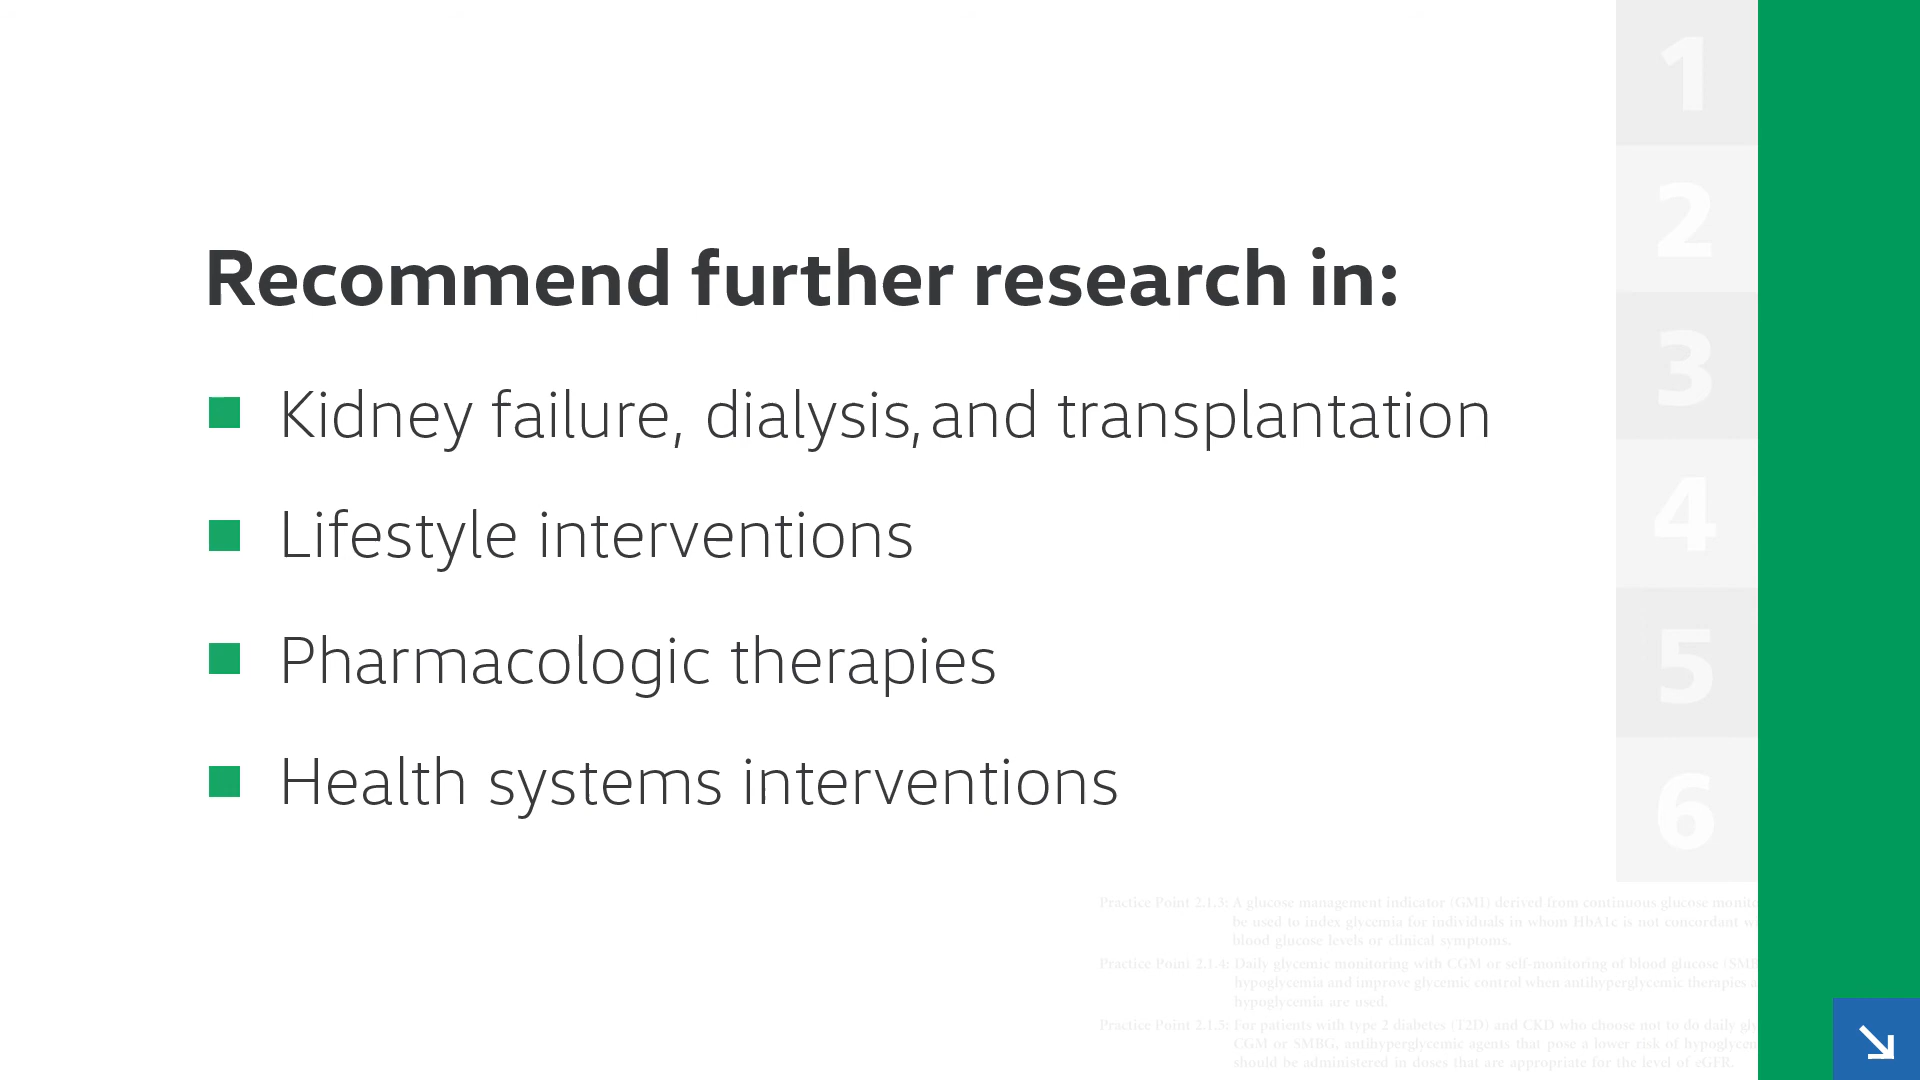 Recommend further research in:
Kidney failure, dialysis, and transplantation
Lifestyle interventions
Pharmacologic therapies
Health systems interventions
1
2
3
4
5
6
Practice Point 2.1.3: A glucose management indicator (GMI) derived from continuous glucose
be used to index glycemia for individuals in whom HbA1c is not concordant
blood glucose levels or clinical symptoms.
Practice Point 2.1.4: Daily glycemic monitoring with CGM or self-monitoring of blood glucose
hypoglycemia and improve glycemic control when antihyperglycemic therapies
hypoglycemia are used.
Practice Point 2.1.5: For patients with type 2 diabetes (T2D) and CKD who choose not to do daily
CGM or SMBG, antihyperglycemic agents that pose a lower risk of
should be administered in doses that are appropriate for the level of eGFR.